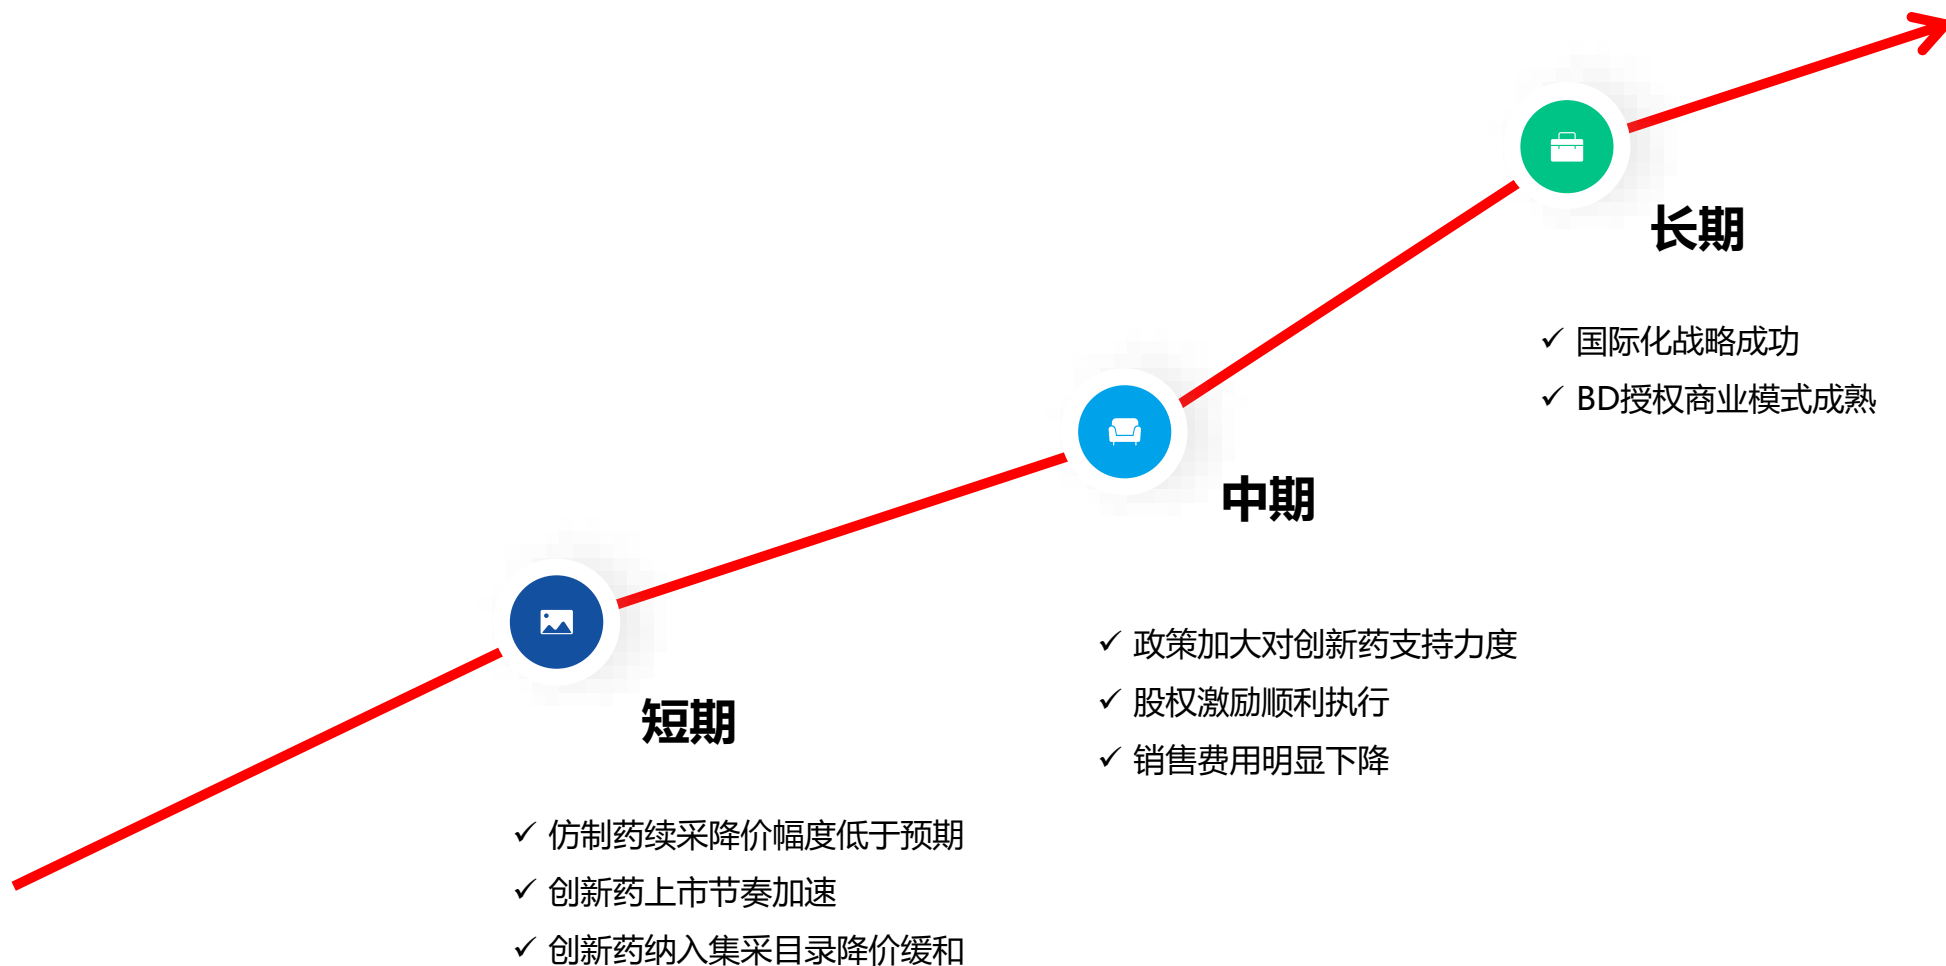 长期
✓ 国际化战略成功
✓ BD授权商业模式成熟
中期
✓ 政策加大对创新药支持力度
✓ 股权激励顺利执行
✓ 销售费用明显下降
短期
✓ 仿制药续采降价幅度低于预期
✓ 创新药上市节奏加速
✓ 创新药纳入集采目录降价缓和